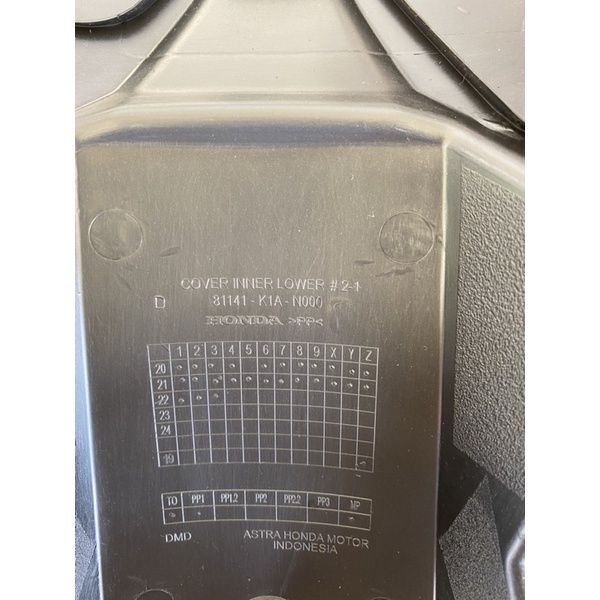 COVER INNER LOWER # 2-1
D 81141 - K1A - N000
HONDA >PP<
1 2 3 4 5 6 7 8 9 X Y Z
20
21
22
23
24
19
TO PP1 PP1.2 PP2 PP2.2 PP3 MP
DMD ASTRA HONDA MOTOR
INDONESIA